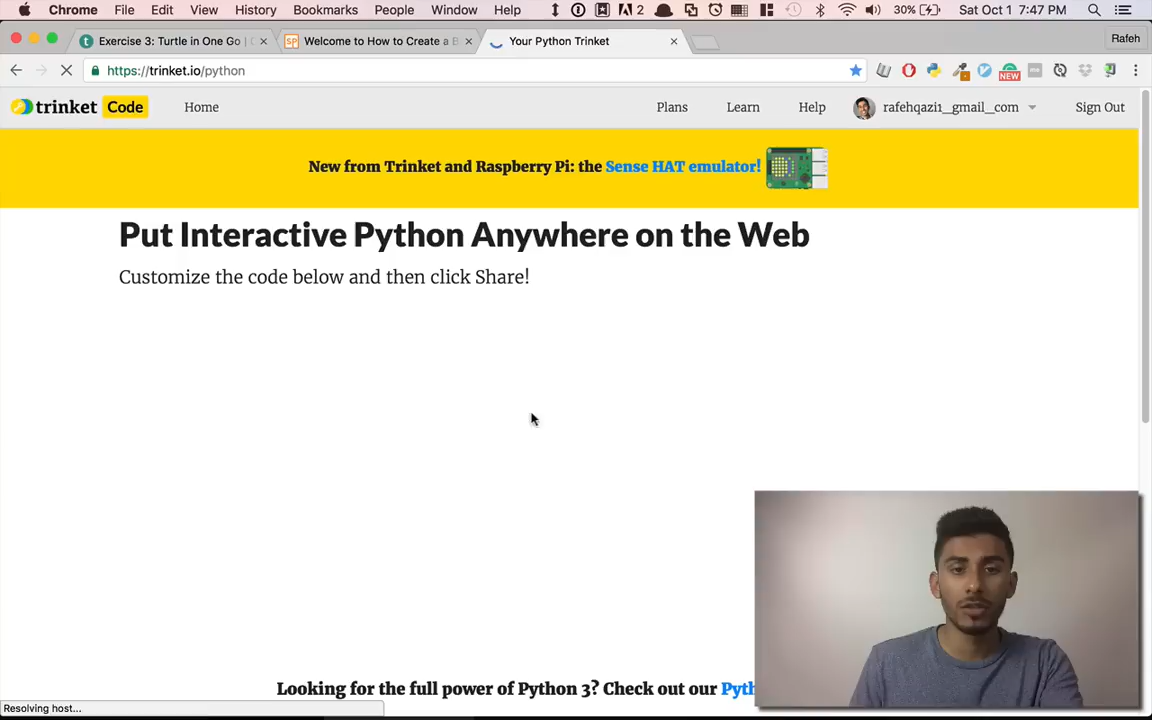 Chrome File Edit View History Bookmarks People Window Help 2 30% Sat Oct 1 7:47 PM
Exercise 3: Turtle in One Go | Welcome to How to Create a B Your Python Trinket Rafeh
https://trinket.io/python NEW
trinket Code Home Plans Learn Help rafehqazi1_gmail_com Sign Out
New from Trinket and Raspberry Pi: the Sense HAT emulator!
Put Interactive Python Anywhere on the Web
Customize the code below and then click Share!
Looking for the full power of Python 3? Check out our
Resolving host...